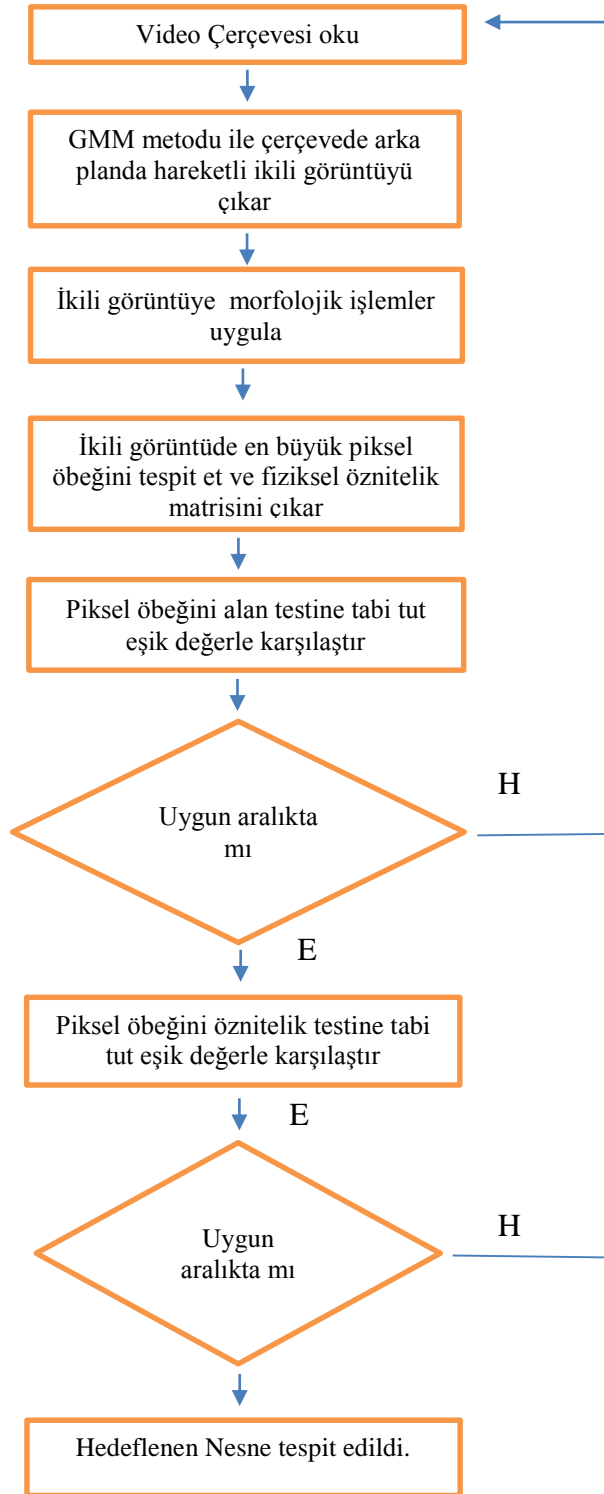 Video Çerçevesi oku
GMM metodu ile çerçevede arka
planda hareketli ikili görüntüyü
çıkar
İkili görüntüye morfolojik işlemler
uygula
İkili görüntüde en büyük piksel
öbeğini tespit et ve fiziksel öznitelik
matrisini çıkar
Piksel öbeğini alan testine tabi tut
eşik değerle karşılaştır
H
Uygun aralıkta
mı
E
Piksel öbeğini öznitelik testine tabi
tut eşik değerle karşılaştır
E
H
Uygun
aralıkta mı
Hedeflenen Nesne tespit edildi.